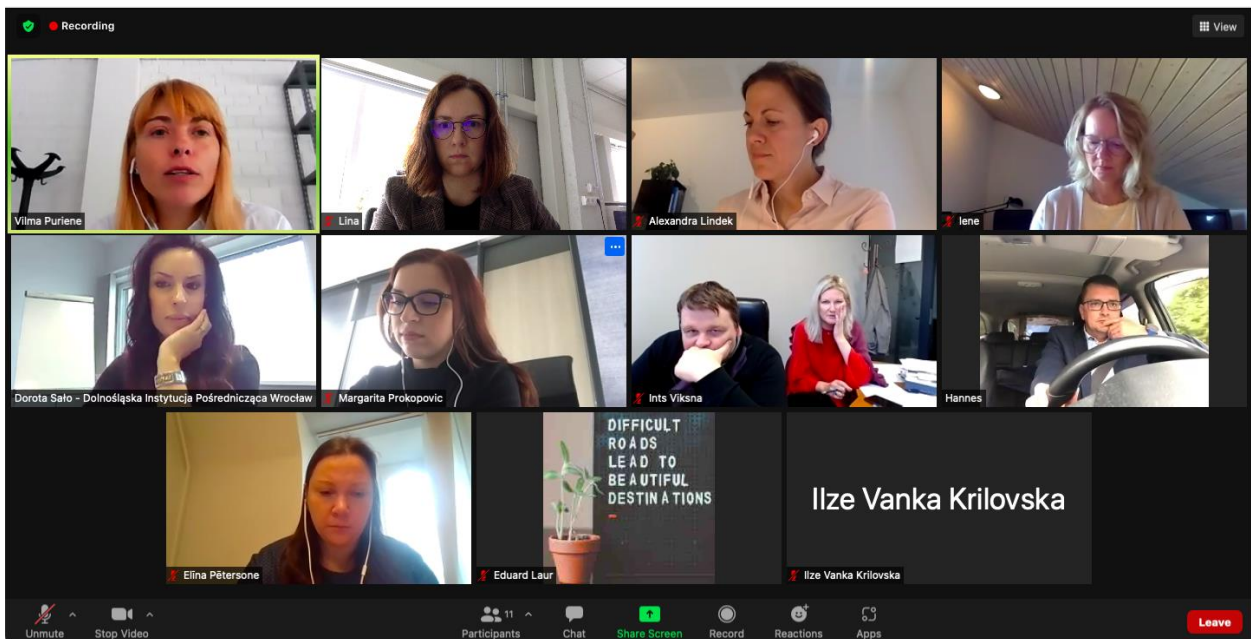 Recording
View
Vilma Puriene
Lina
Alexandra Lindek
lene
Dorota Sało - Dolnośląska Instytucja Pośrednicząca Wrocław
Margarita Prokopovic
Ints Viksna
Hannes
DIFFICULT
ROADS
LEAD TO
BEAUTIFUL
DESTINATIONS
Ilze Vanka Krilovska
Elīna Pētersone
Eduard Laur
Ilze Vanka Krilovska
Unmute
Stop Video
Participants
11
Chat
Share Screen
Record
Reactions
Apps
Leave